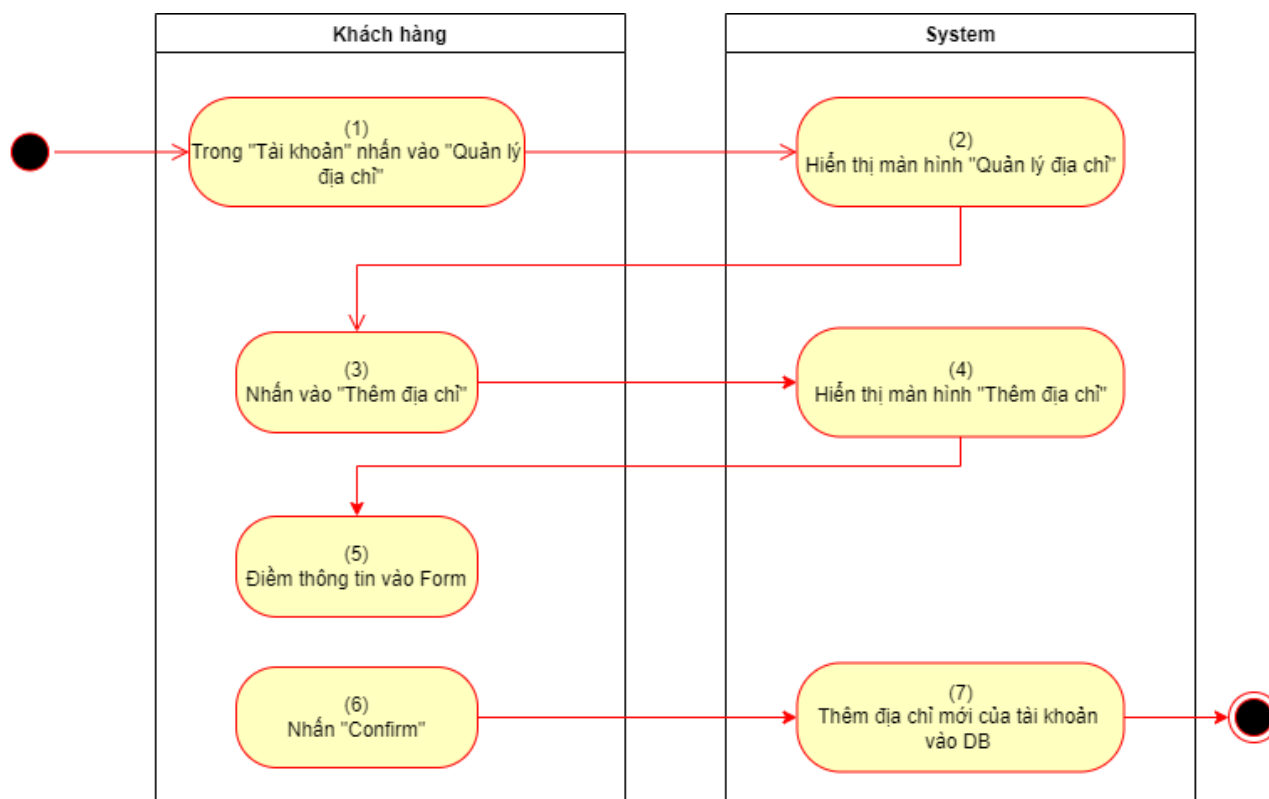 Khách hàng
System
(1)
Trong "Tài khoản" nhấn vào "Quản lý
địa chỉ"
(2)
Hiển thị màn hình "Quản lý địa chỉ"
(3)
Nhấn vào "Thêm địa chỉ"
(4)
Hiển thị màn hình "Thêm địa chỉ"
(5)
Điềm thông tin vào Form
(6)
Nhấn "Confirm"
(7)
Thêm địa chỉ mới của tài khoản
vào DB